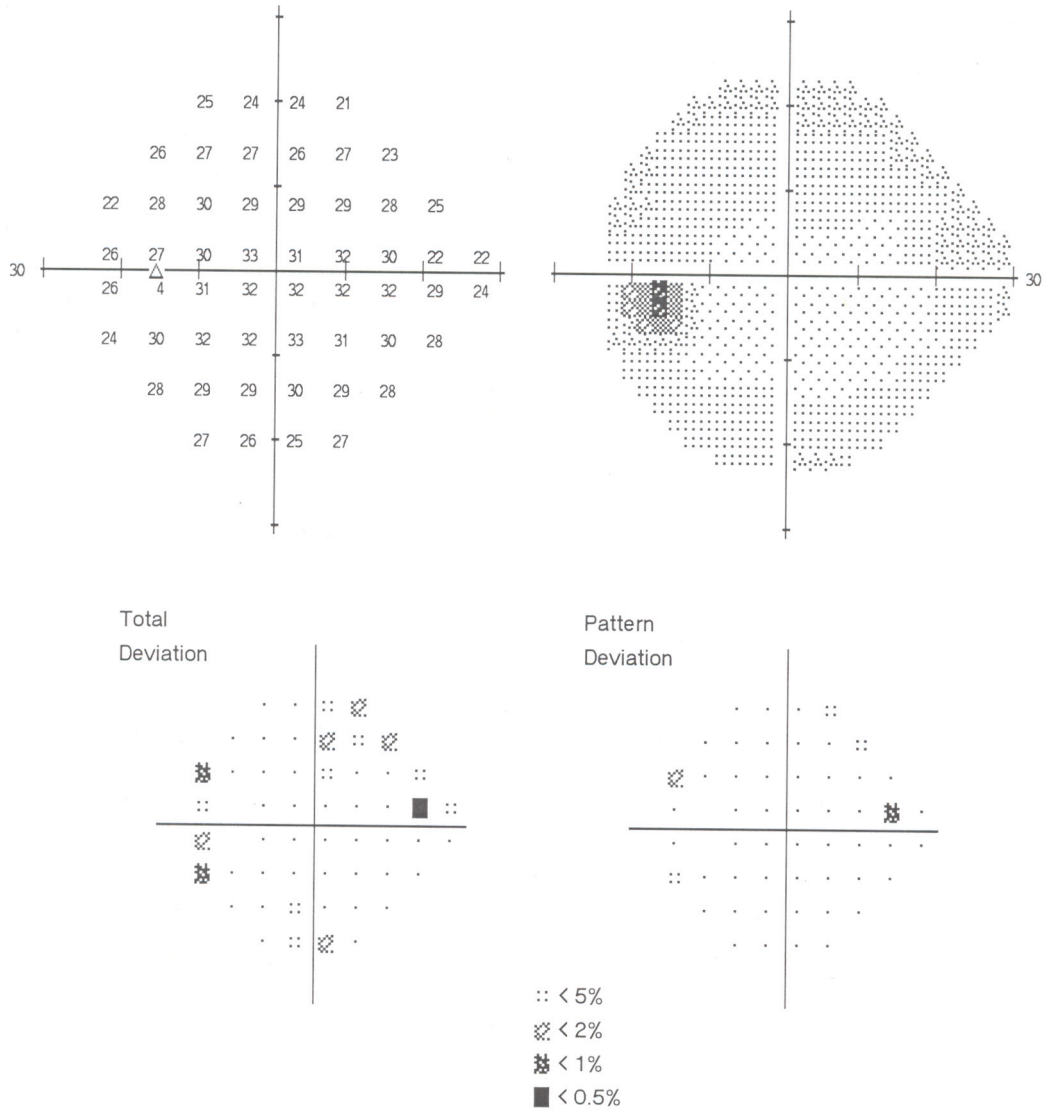 25 24 24 21
26 27 27 26 27 23
22 28 30 29 29 29 28 25
26 27 30 33 31 32 30 22 22
30
30
26 4 31 32 32 32 32 29 24
24 30 32 32 33 31 30 28
28 29 29 30 29 28
27 26 25 27
Total
Deviation
Pattern
Deviation
< 5%
< 2%
< 1%
< 0.5%